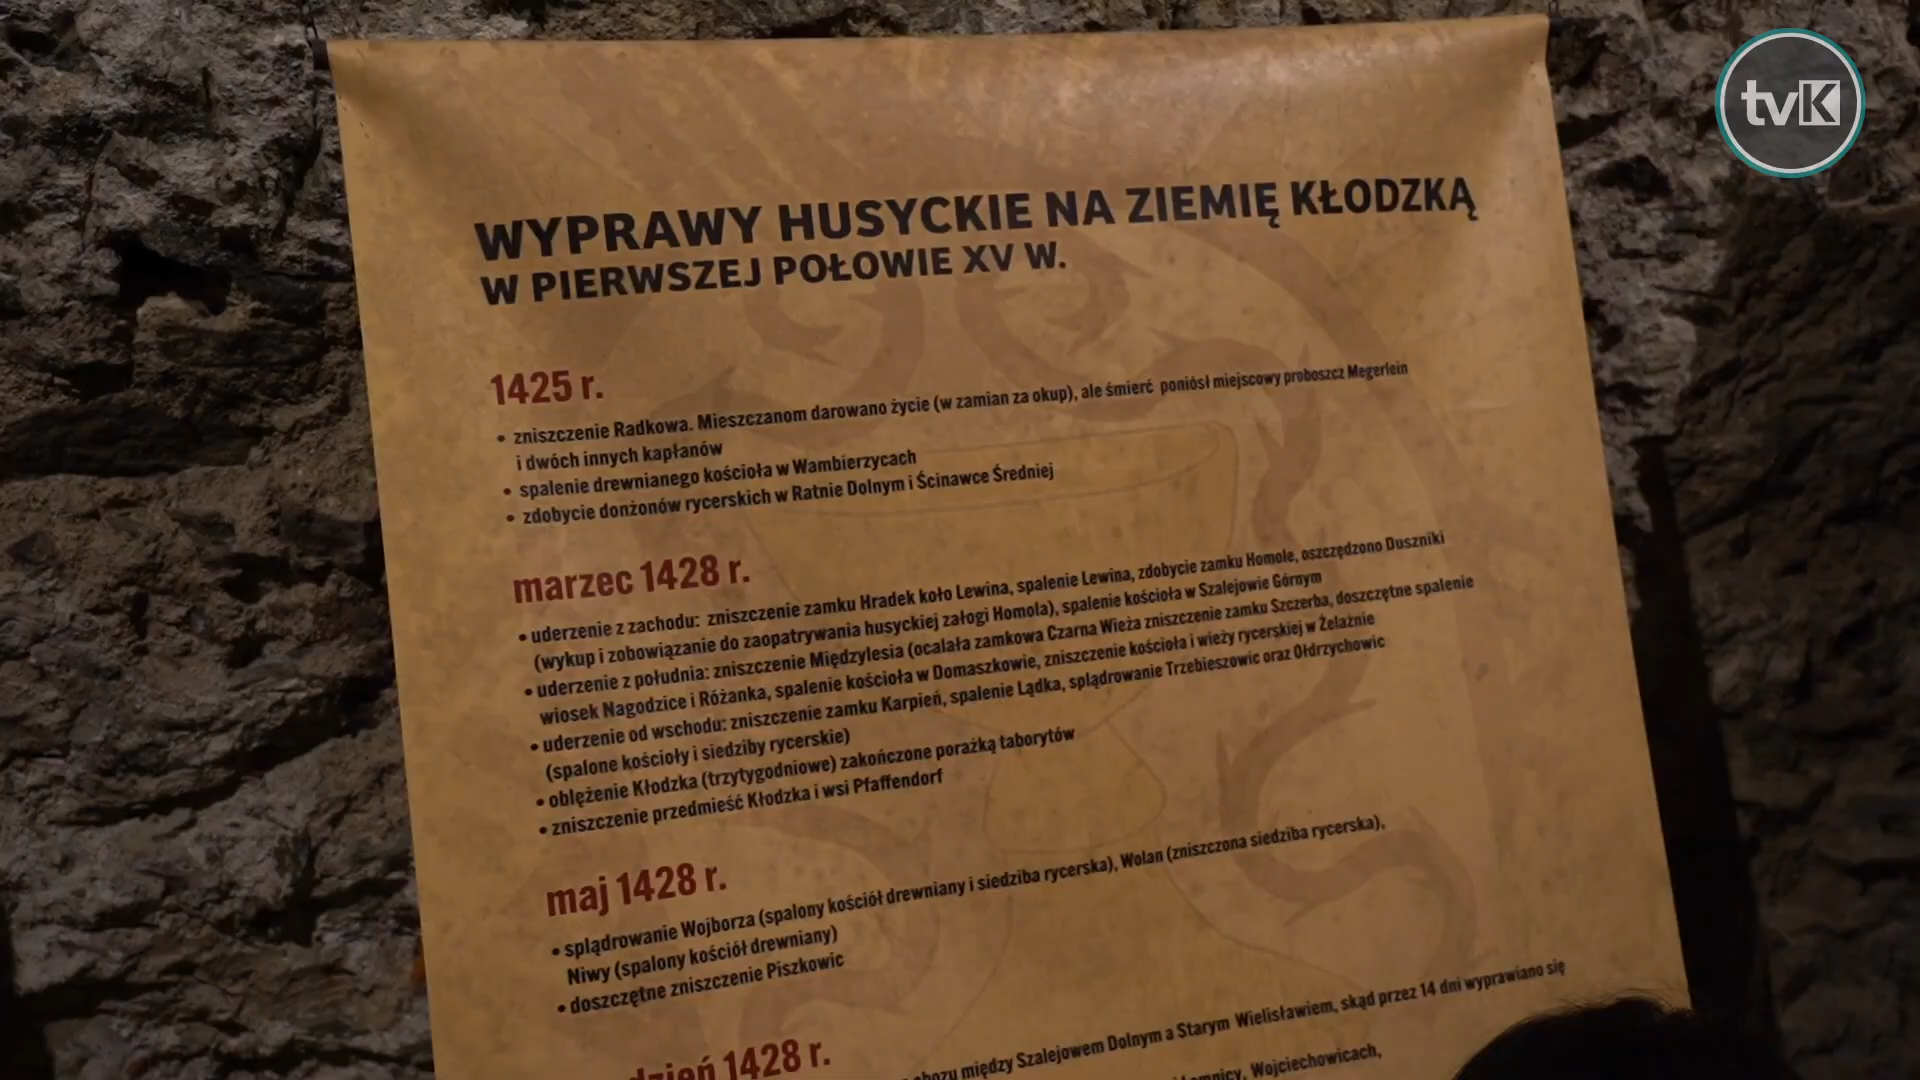 tvK
WYPRAWY HUSYCKIE NA ZIEMIĘ KŁODZKĄ
W PIERWSZEJ POŁOWIE XV W.
1425 r.
• zniszczenie Radkowa. Mieszczanom darowano życie (w zamian za okup), ale śmierć poniósł miejscowy proboszcz Megerlein
i dwóch innych kapłanów
• spalenie drewnianego kościoła w Wambierzycach
• zdobycie donżonów rycerskich w Ratnie Dolnym i Ścinawce Średniej
marzec 1428 r.
• uderzenie z zachodu: zniszczenie zamku Hradek koło Lewina, spalenie Lewina, zdobycie zamku Homole, oszczędzono Duszniki
(wykup i zobowiązanie do zaopatrywania husyckiej załogi Homola), spalenie kościoła w Szalejowie Górnym
• uderzenie z południa: zniszczenie Międzylesia (ocalała zamkowa Czarna Wieża zniszczenie zamku Szczerba, doszczętne spalenie
wiosek Nagodzice i Różanka, spalenie kościoła w Domaszkowie, zniszczenie kościoła i wieży rycerskiej w Żelaźnie
• uderzenie od wschodu: zniszczenie zamku Karpień, spalenie Lądka, splądrowanie Trzebieszowic oraz Ołdrzychowic
(spalone kościoły i siedziby rycerskie)
• oblężenie Kłodzka (trzytygodniowe) zakończone porażką taborytów
• zniszczenie przedmieść Kłodzka i wsi Pfaffendorf
maj 1428 r.
• splądrowanie Wojborza (spalony kościół drewniany i siedziba rycerska), Wolan (zniszczona siedziba rycerska),
Niwy (spalony kościół drewniany)
• doszczętne zniszczenie Piszkowic
1428 r.
obozu między Szalejowem Dolnym a Starym Wielisławiem, skąd przez 14 dni wyprawiano się
Wojciechowicach,